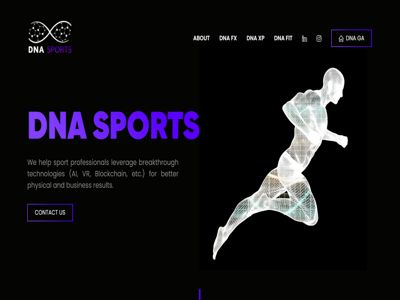 DNA SPORTS
ABOUT DNA FX DNA XP DNA FIT DNA GA
DNA SPORTS
We help sport professionals leverage breakthrough
technologies (AI, VR, Blockchain, etc.) for better
physical and business results.
CONTACT US